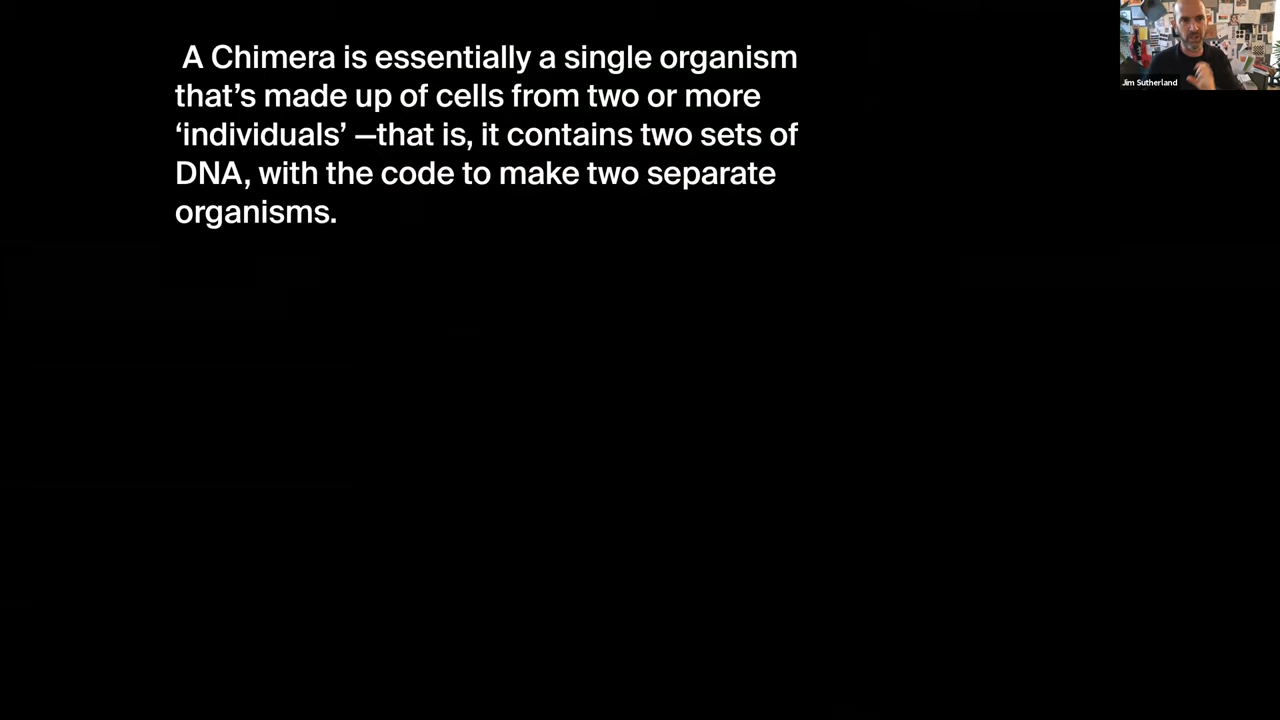 A Chimera is essentially a single organism
that’s made up of cells from two or more
‘individuals’ —that is, it contains two sets of
DNA, with the code to make two separate
organisms.
Jim Sutherland